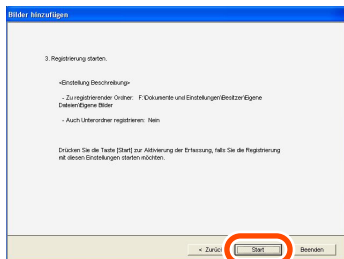 Bilder hinzufügen
3. Registrierung starten.
<Einstellung Beschreibung>
- Zu registrierender Ordner: F:\Dokumente und Einstellungen\Besitzer\Eigene
Dateien\Eigene Bilder
- Auch Unterordner registrieren: Nein
Drücken Sie die Taste [Start] zur Aktivierung der Erfassung, falls Sie die Registrierung
mit diesen Einstellungen starten möchten.
< Zurück Start Beenden